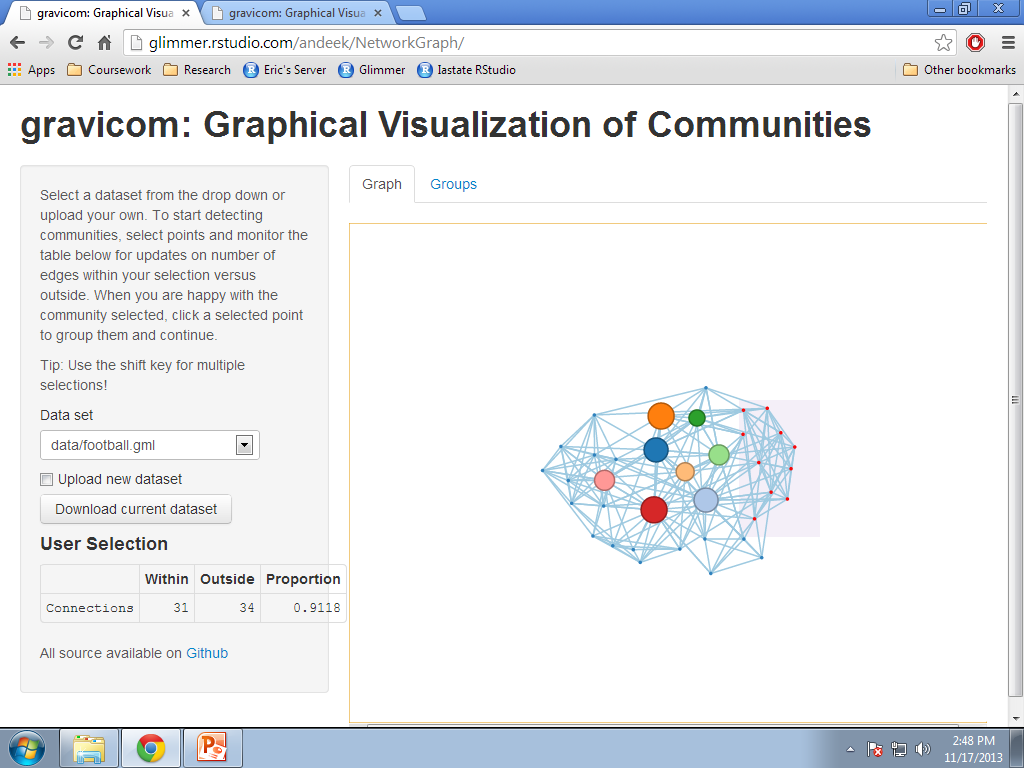 gravicom: Graphical Visua
gravicom: Graphical Visua
glimmer.rstudio.com/andeek/NetworkGraph/
Apps Coursework Research Eric's Server Glimmer Iastate RStudio Other bookmarks
gravicom: Graphical Visualization of Communities
Select a dataset from the drop down or
upload your own. To start detecting
communities, select points and monitor the
table below for updates on number of
edges within your selection versus
outside. When you are happy with the
community selected, click a selected point
to group them and continue.
Tip: Use the shift key for multiple
selections!
Data set
data/football.gml
Upload new dataset
Download current dataset
User Selection
Within Outside Proportion
Connections 31 34 0.9118
All source available on Github
Graph Groups
2:48 PM
11/17/2013